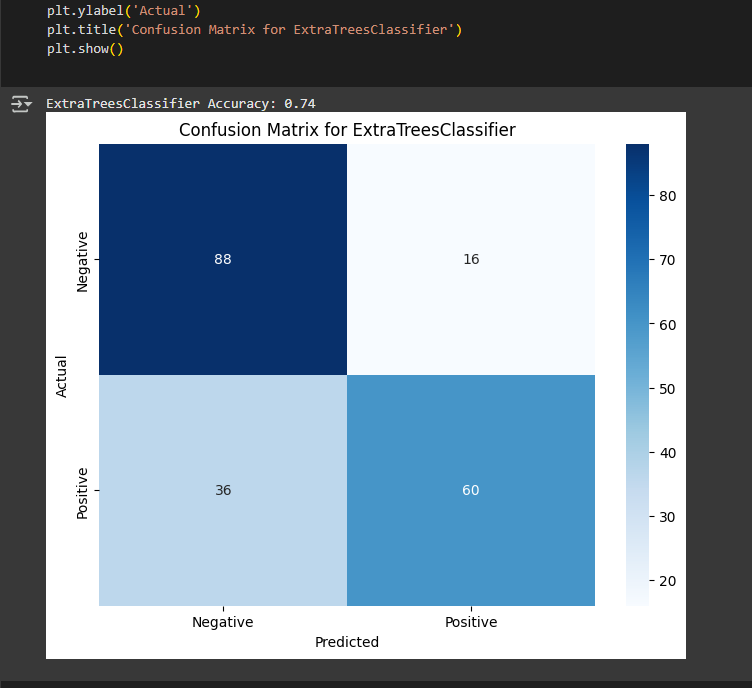 plt.ylabel('Actual')
plt.title('Confusion Matrix for ExtraTreesClassifier')
plt.show()
ExtraTreesClassifier Accuracy: 0.74
Confusion Matrix for ExtraTreesClassifier
Negative
88
16
80
70
60
50
Actual
Positive
36
60
40
30
20
Negative
Positive
Predicted